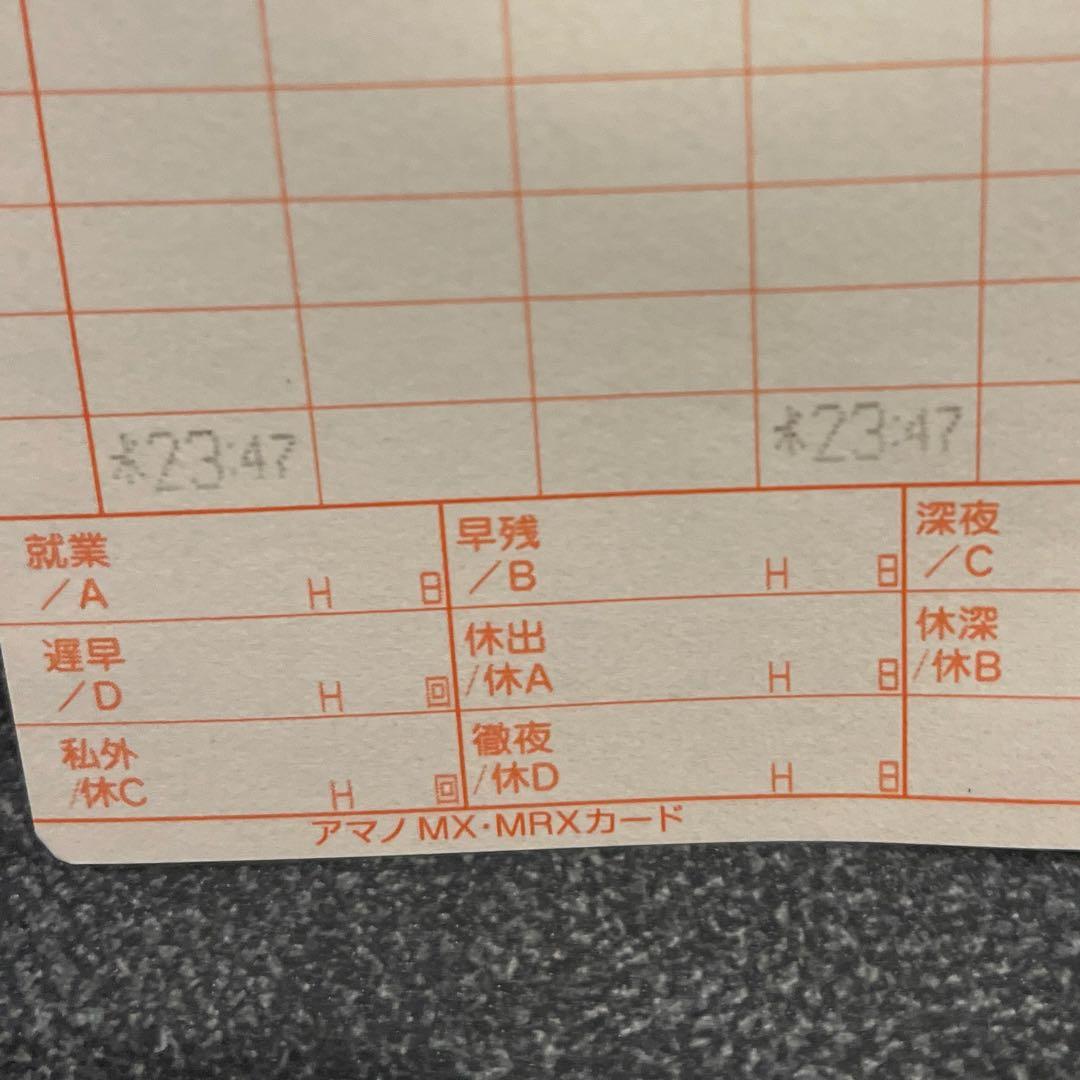 木23:47 木23:47
就業
/A H 日
早残
/B H 日
深夜
/C
遅早
/D H 回
休出
/休A H 日
休深
/休B
私外
/休C H 回
徹夜
/休D H 日
アマノMX・MRXカード